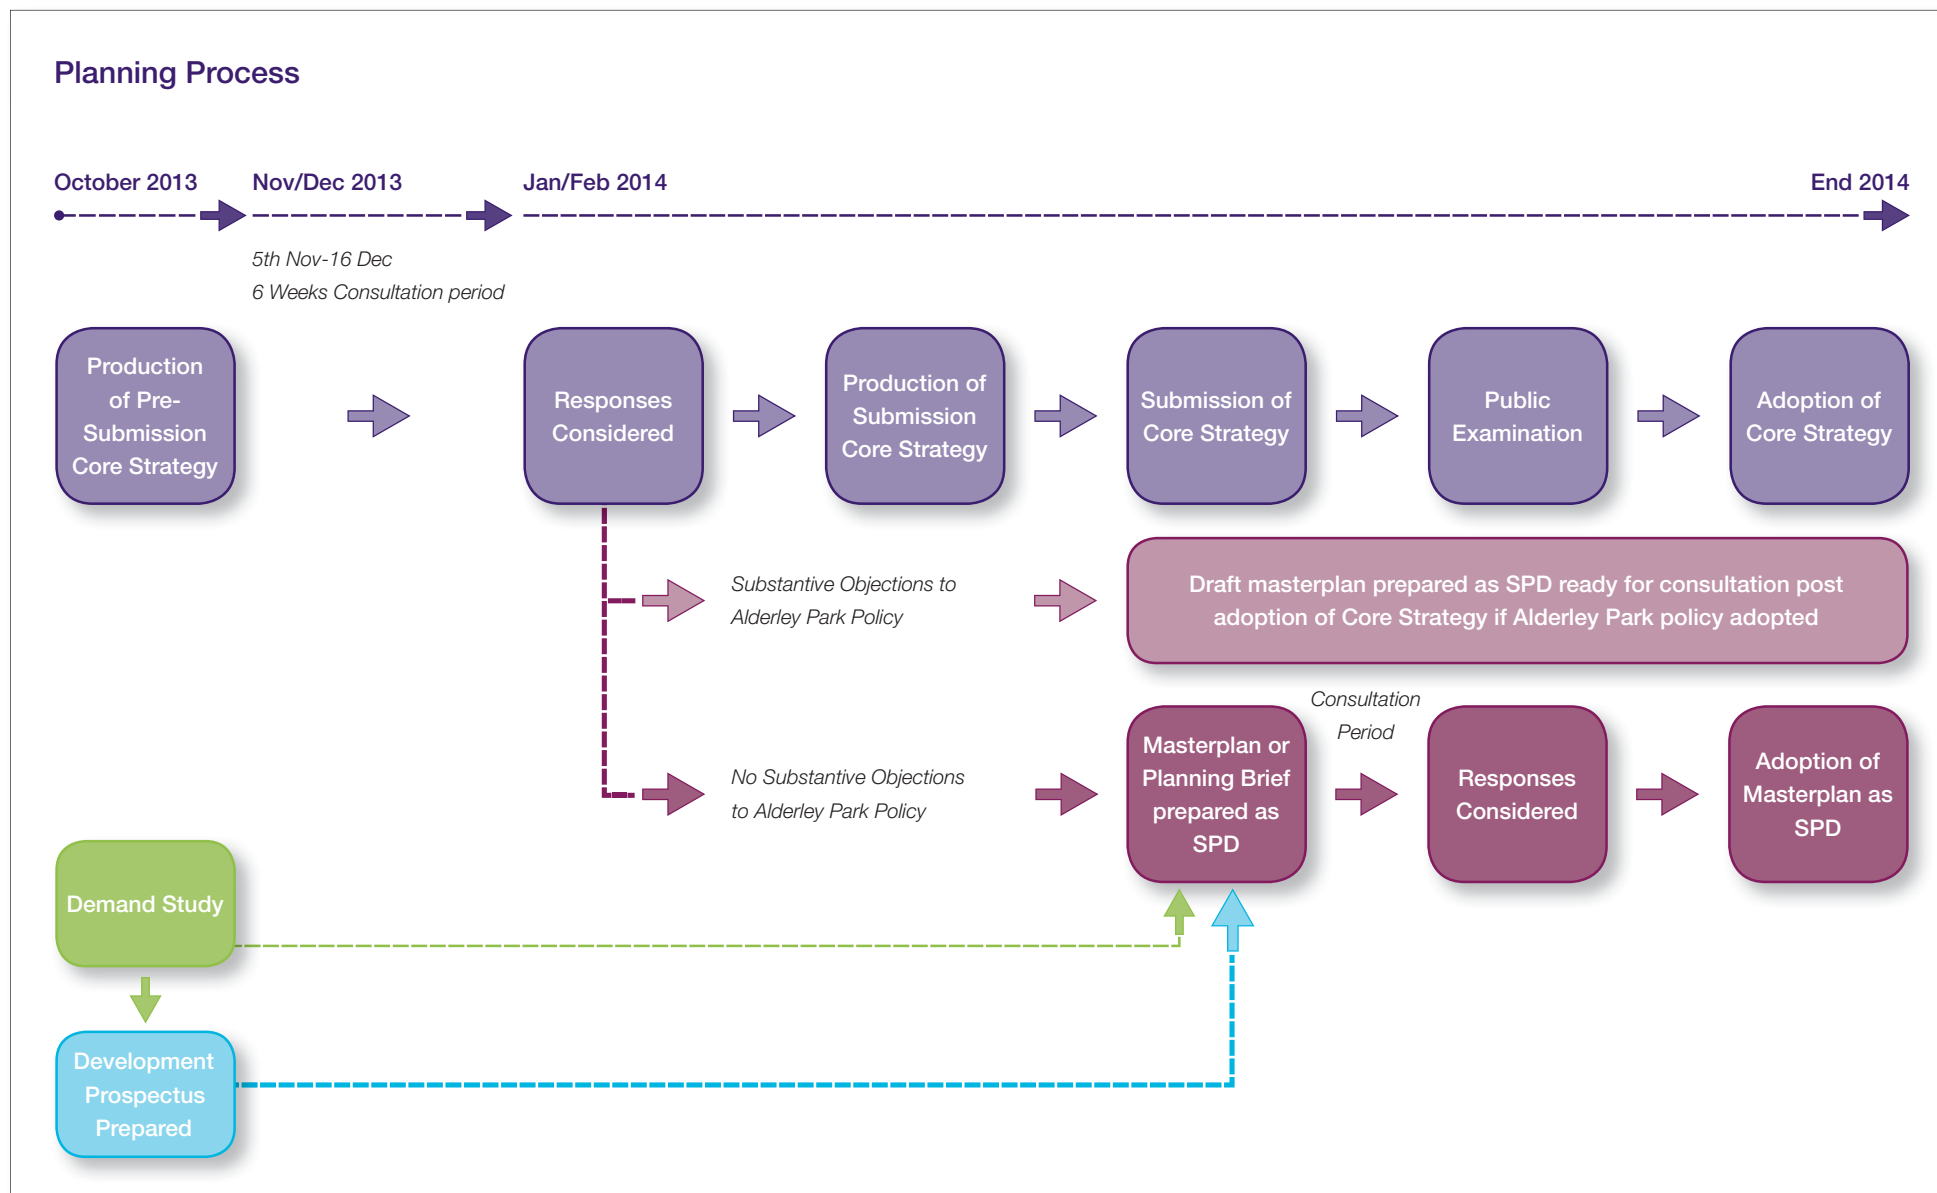 Planning Process
October 2013
Nov/Dec 2013
Jan/Feb 2014
End 2014
5th Nov-16 Dec
6 Weeks Consultation period
Production
of Pre-
Submission
Core Strategy
Responses
Considered
Production of
Submission
Core Strategy
Submission of
Core Strategy
Public
Examination
Adoption of
Core Strategy
Substantive Objections to
Alderley Park Policy
Draft masterplan prepared as SPD ready for consultation post
adoption of Core Strategy if Alderley Park policy adopted
No Substantive Objections
to Alderley Park Policy
Masterplan or
Planning Brief
prepared as
SPD
Consultation
Period
Responses
Considered
Adoption of
Masterplan as
SPD
Demand Study
Development
Prospectus
Prepared